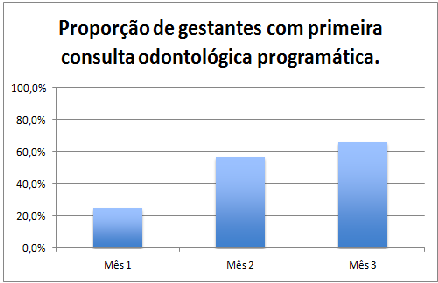 Proporção de gestantes com primeira
consulta odontológica programática.
100,0%
80,0%
60,0%
40,0%
20,0%
0,0%
Mês 1
Mês 2
Mês 3